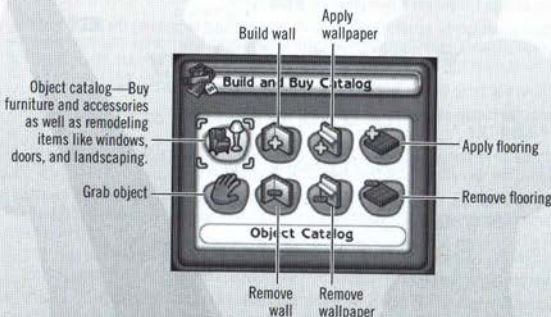 Build wall
Apply
wallpaper
Build and Buy Catalog
Object catalog—Buy
furniture and accessories
as well as remodeling
items like windows,
doors, and landscaping.
Apply flooring
Grab object
Remove flooring
Object Catalog
Remove
wall
Remove
wallpaper